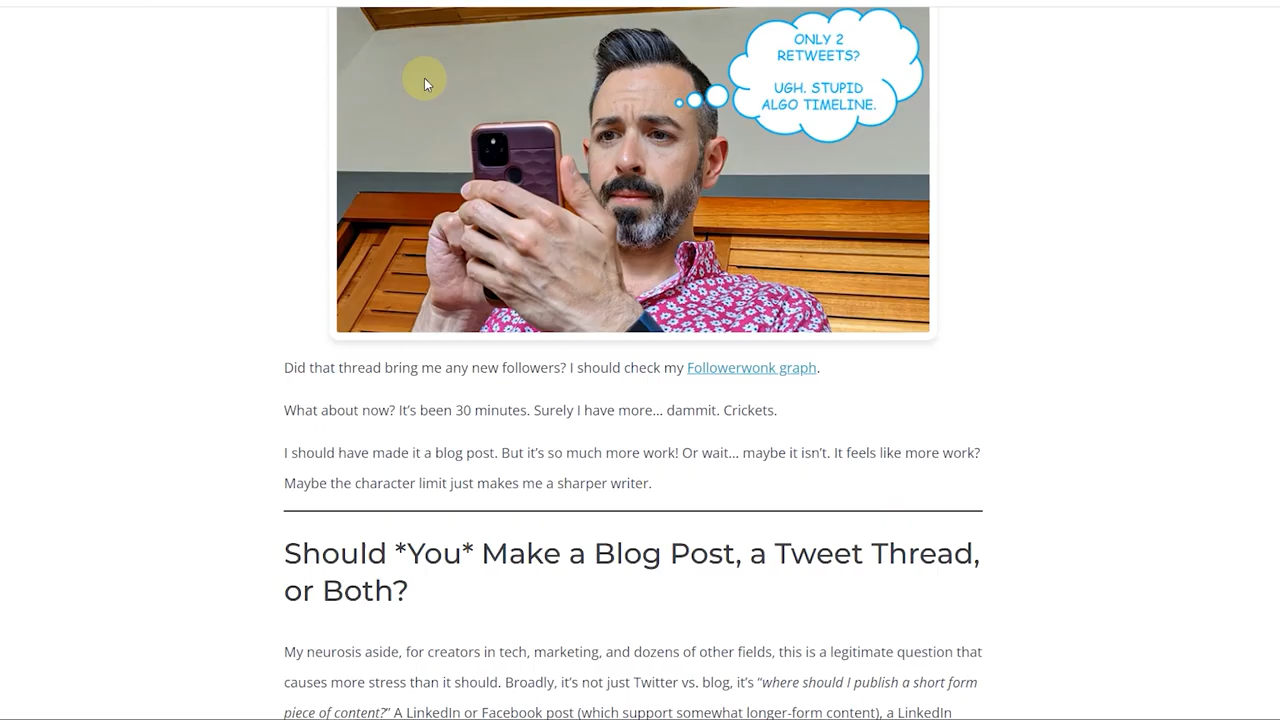 ONLY 2
RETWEETS?
UGH. STUPID
ALGO TIMELINE.
Did that thread bring me any new followers? I should check my Followerwonk graph.
What about now? It’s been 30 minutes. Surely I have more… dammit. Crickets.
I should have made it a blog post. But it’s so much more work! Or wait… maybe it isn’t. It feels like more work?
Maybe the character limit just makes me a sharper writer.
Should *You* Make a Blog Post, a Tweet Thread,
or Both?
My neurosis aside, for creators in tech, marketing, and dozens of other fields, this is a legitimate question that
causes more stress than it should. Broadly, it’s not just Twitter vs. blog, it’s “where should I publish a short form
piece of content?” A LinkedIn or Facebook post (which support somewhat longer-form content), a LinkedIn